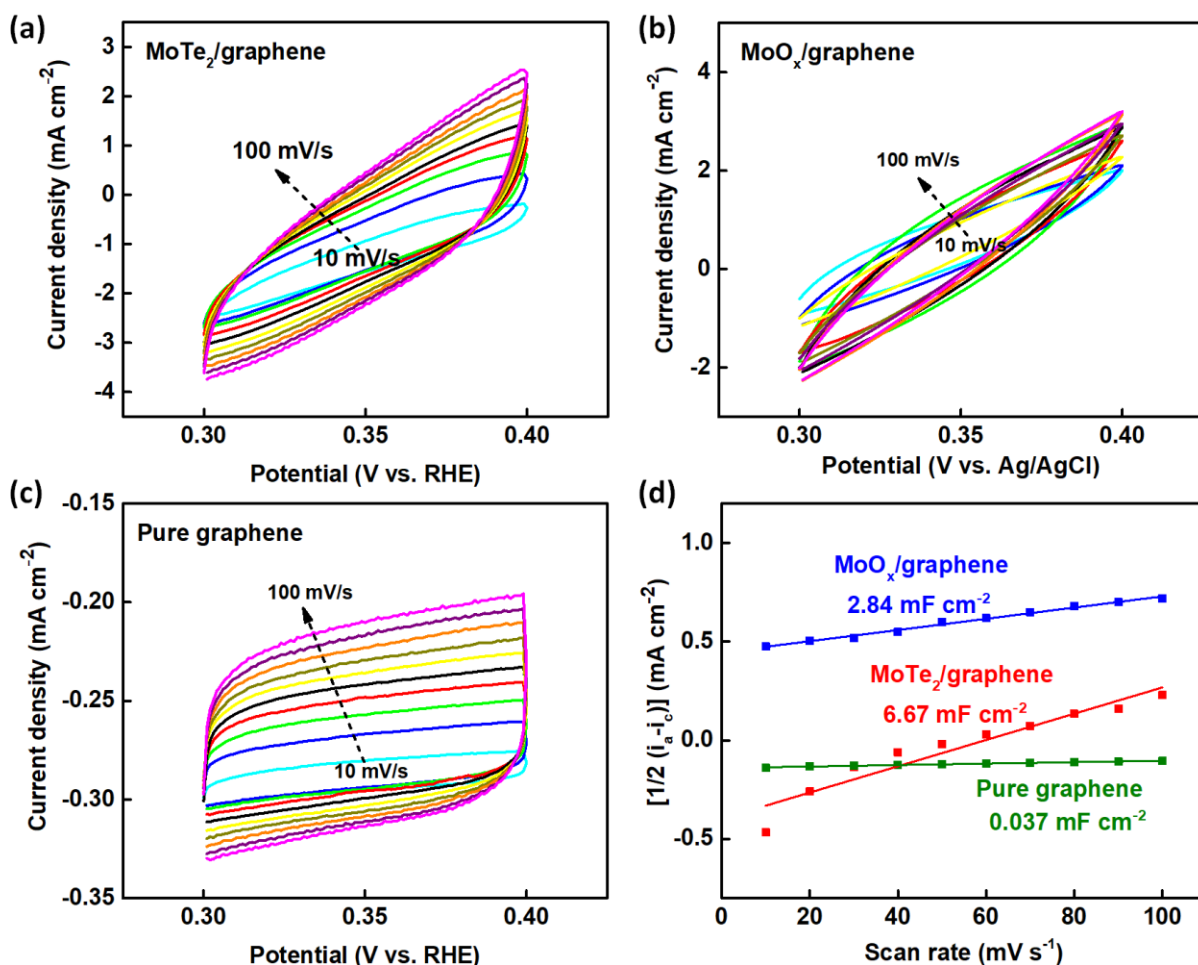 (a)
MoTe₂/graphene
100 mV/s
10 mV/s
Current density (mA cm⁻²)
3
2
1
0
-1
-2
-3
-4
0.30
0.35
0.40
Potential (V vs. RHE)
(b)
MoOₓ/graphene
100 mV/s
10 mV/s
Current density (mA cm⁻²)
4
2
0
-2
0.30
0.35
0.40
Potential (V vs. Ag/AgCl)
(c)
Pure graphene
100 mV/s
10 mV/s
Current density (mA cm⁻²)
-0.15
-0.20
-0.25
-0.30
-0.35
0.30
0.35
0.40
Potential (V vs. RHE)
(d)
MoOₓ/graphene
2.84 mF cm⁻²
MoTe₂/graphene
6.67 mF cm⁻²
Pure graphene
0.037 mF cm⁻²
[1/2 (iₐ-i꜀)] (mA cm⁻²)
1.0
0.5
0.0
-0.5
0
20
40
60
80
100
Scan rate (mV s⁻¹)